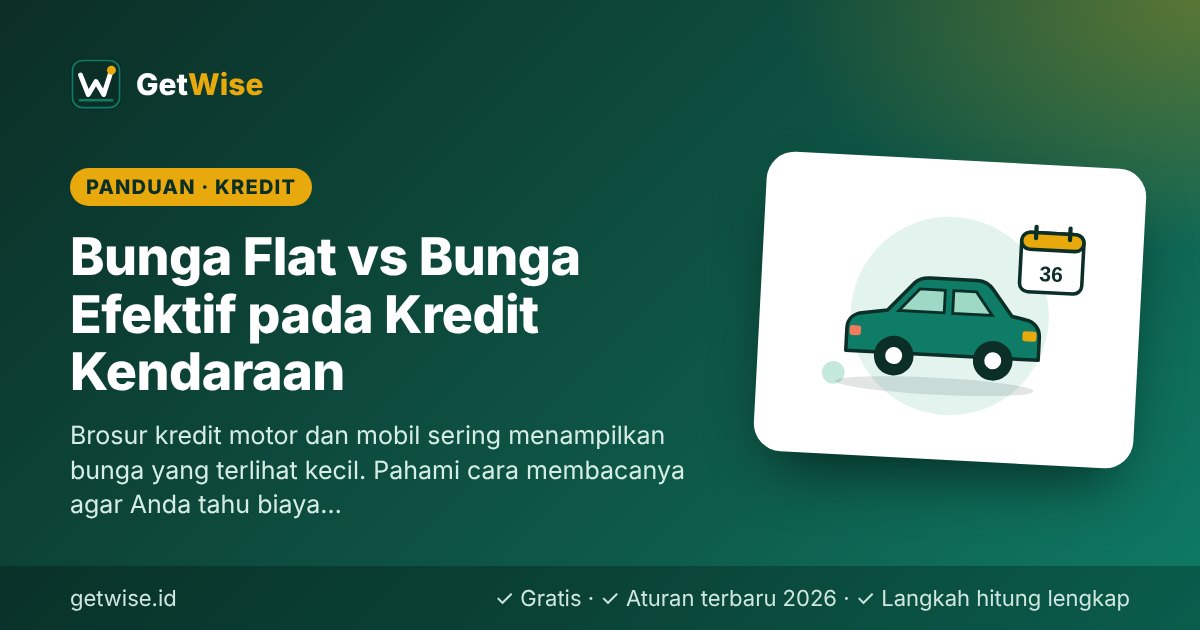 GetWise
PANDUAN · KREDIT
Bunga Flat vs Bunga
Efektif pada Kredit
Kendaraan
Brosur kredit motor dan mobil sering menampilkan
bunga yang terlihat kecil. Pahami cara membacanya
agar Anda tahu biaya...
36
getwise.id
✓ Gratis · ✓ Aturan terbaru 2026 · ✓ Langkah hitung lengkap